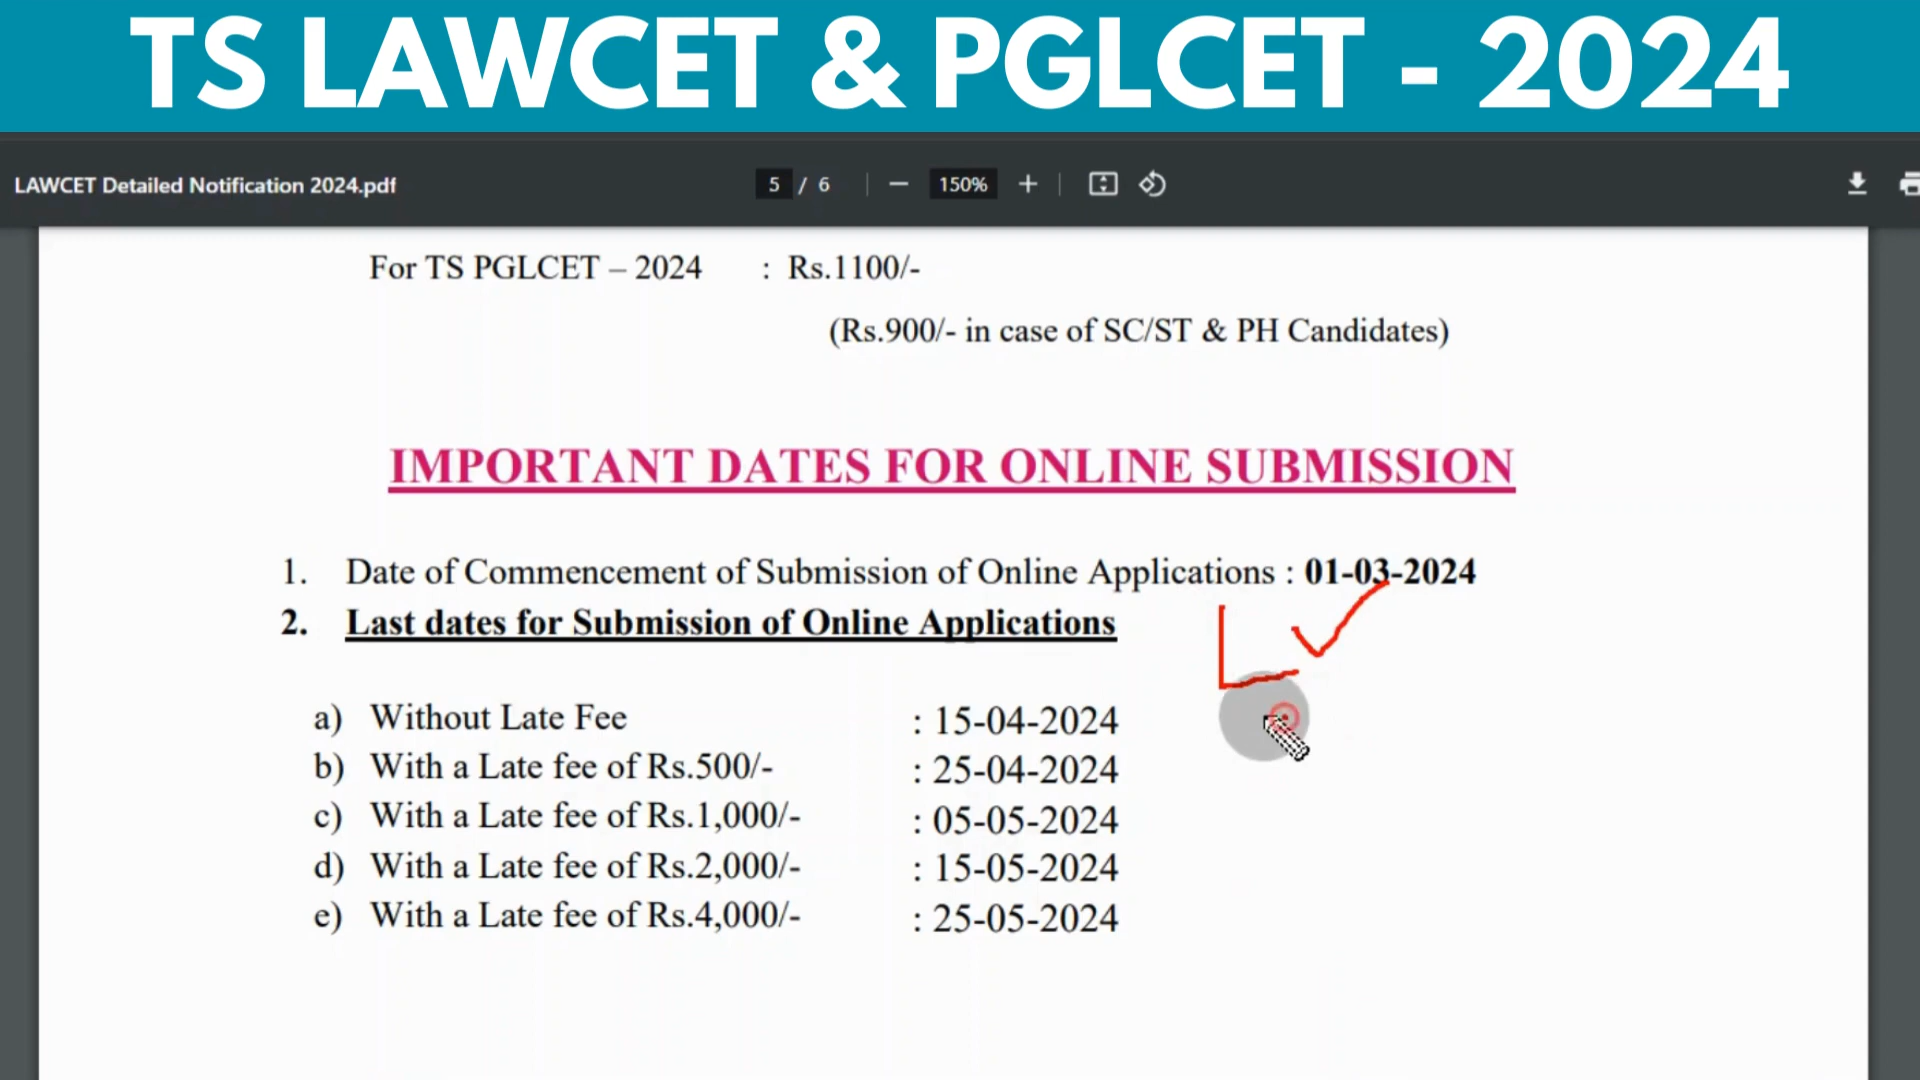 TS LAWCET & PGLCET - 2024
LAWCET Detailed Notification 2024.pdf 5 / 6 150%
For TS PGLCET – 2024 : Rs.1100/-
(Rs.900/- in case of SC/ST & PH Candidates)
IMPORTANT DATES FOR ONLINE SUBMISSION
1. Date of Commencement of Submission of Online Applications : 01-03-2024
2. Last dates for Submission of Online Applications
a) Without Late Fee : 15-04-2024
b) With a Late fee of Rs.500/- : 25-04-2024
c) With a Late fee of Rs.1,000/- : 05-05-2024
d) With a Late fee of Rs.2,000/- : 15-05-2024
e) With a Late fee of Rs.4,000/- : 25-05-2024